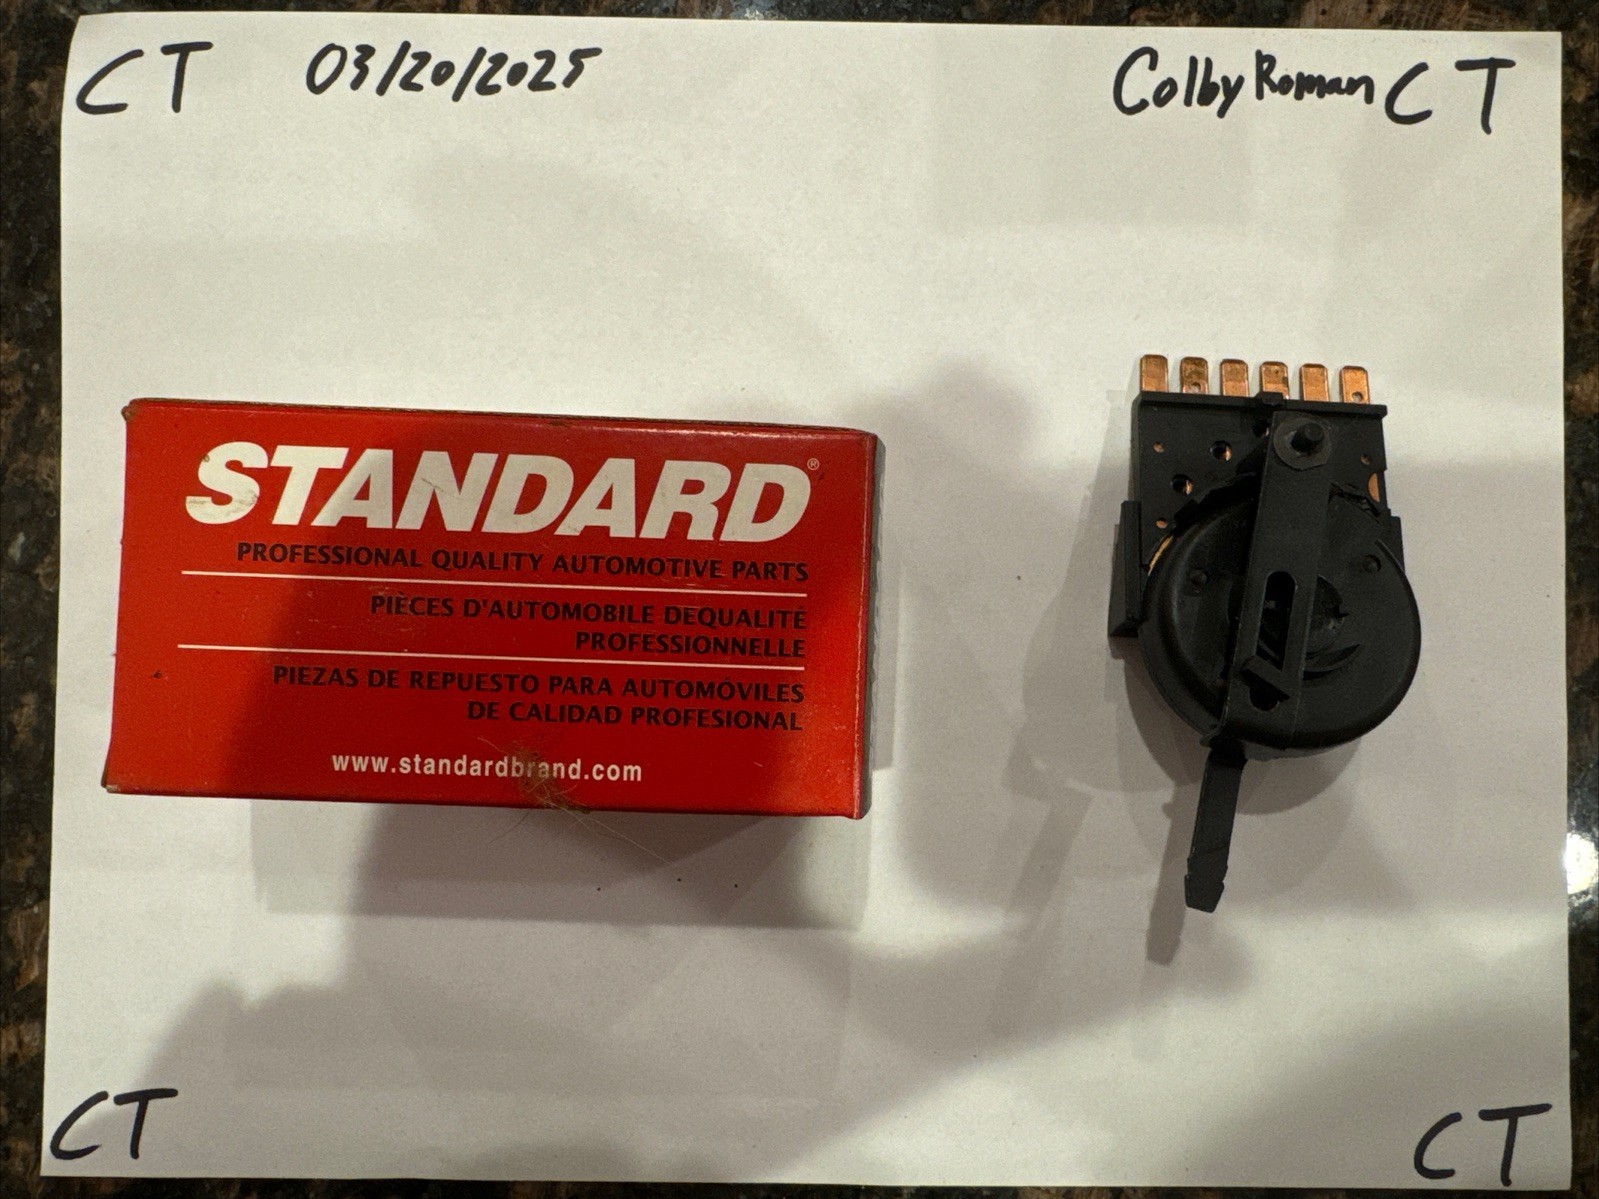 CT 03/20/2025 Colby Roman CT
STANDARD®
PROFESSIONAL QUALITY AUTOMOTIVE PARTS
PIÈCES D'AUTOMOBILE DEQUALITÉ
PROFESSIONNELLE
PIEZAS DE REPUESTO PARA AUTOMÓVILES
DE CALIDAD PROFESIONAL
www.standardbrand.com
CT CT